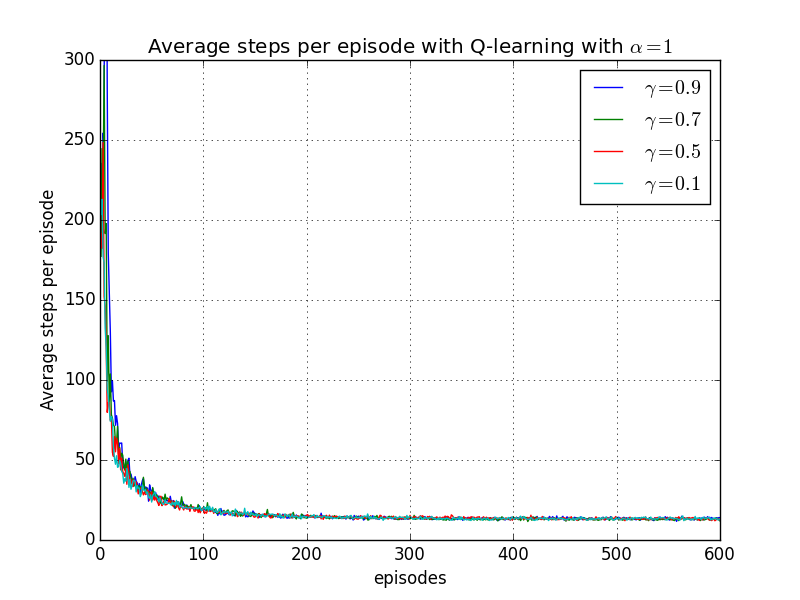 Average steps per episode with Q-learning with α=1
300
250
200
150
100
50
0
Average steps per episode
γ=0.9
γ=0.7
γ=0.5
γ=0.1
0 100 200 300 400 500 600
episodes